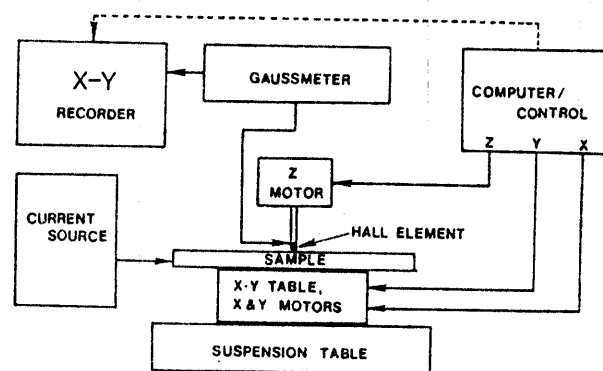 X-Y
RECORDER
GAUSSMETER
COMPUTER/
CONTROL
Z Y X
Z
MOTOR
CURRENT
SOURCE
HALL ELEMENT
SAMPLE
X-Y TABLE,
X & Y MOTORS
SUSPENSION TABLE